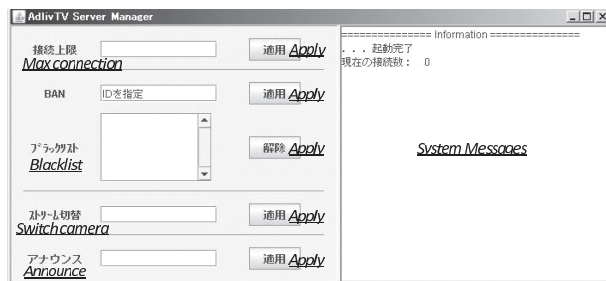 AdlivTV Server Manager
接続上限
適用 Apply
Max connection
BAN
IDを指定
適用 Apply
ブラックリスト
解除 Apply
Blacklist
ストリーム切替
適用 Apply
Switch camera
アナウンス
適用 Apply
Announce
============== Information ==============
. . . 起動完了
現在の接続数： 0
System Messages